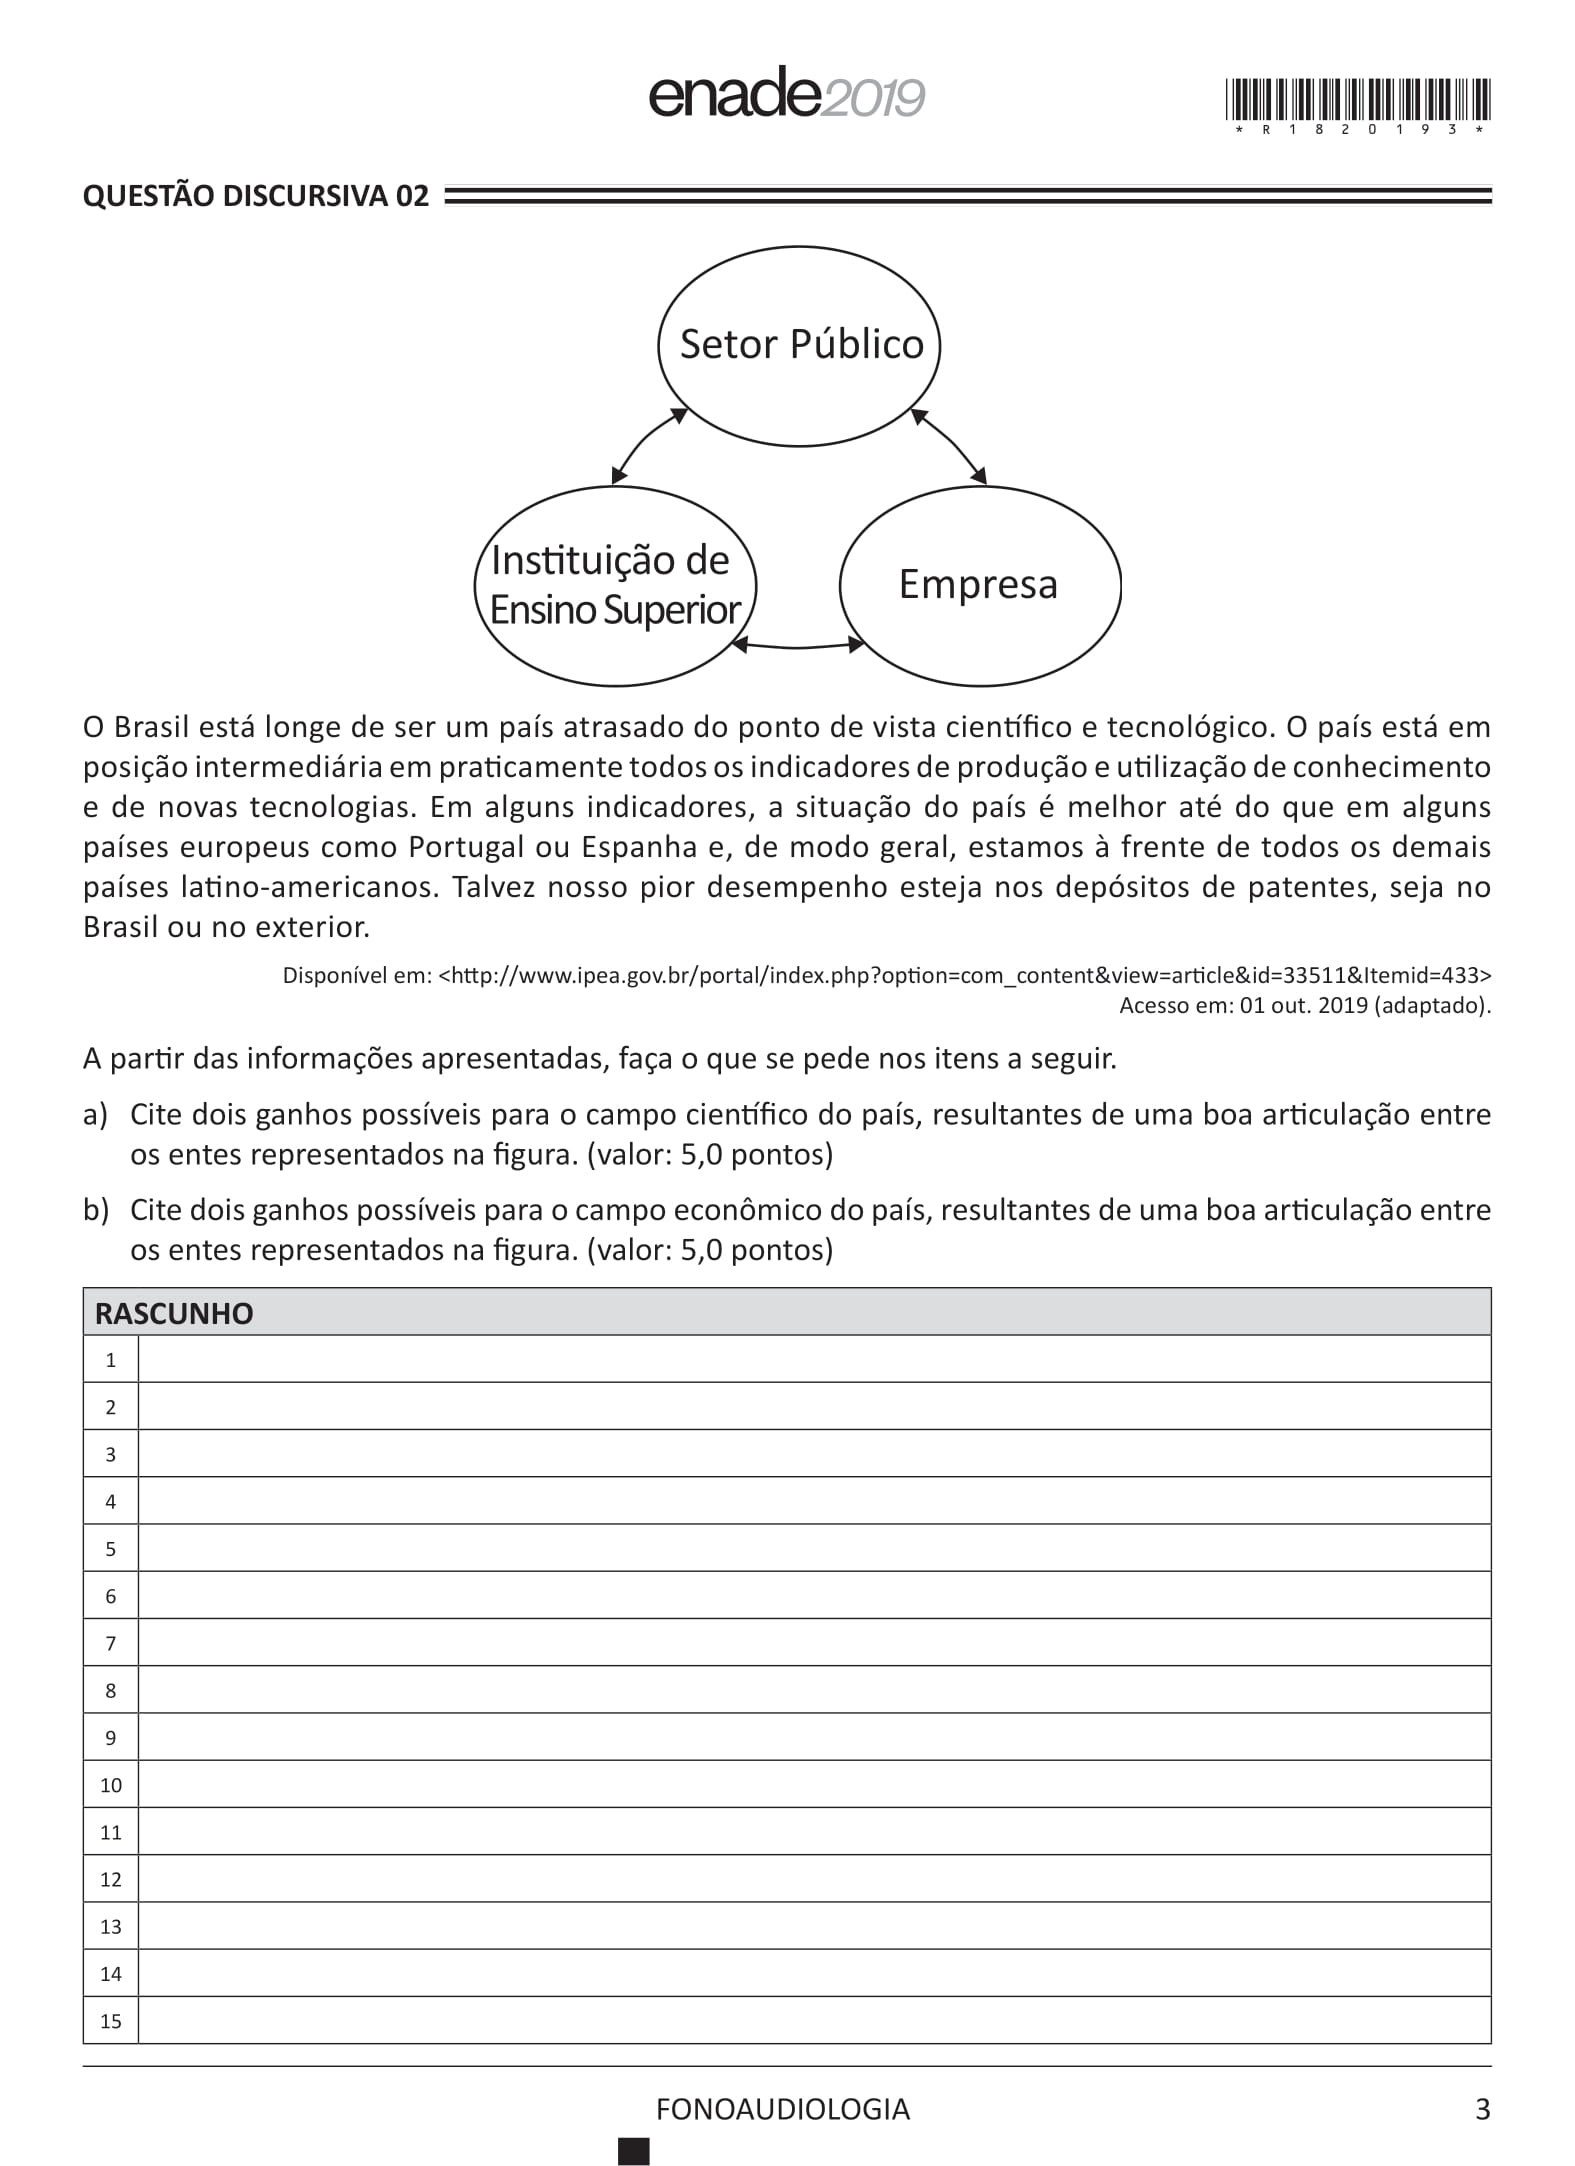 enade2019
*R1820193*
QUESTÃO DISCURSIVA 02
Setor Público
Instituição de
Ensino Superior
Empresa
O Brasil está longe de ser um país atrasado do ponto de vista científico e tecnológico. O país está em
posição intermediária em praticamente todos os indicadores de produção e utilização de conhecimento
e de novas tecnologias. Em alguns indicadores, a situação do país é melhor até do que em alguns
países europeus como Portugal ou Espanha e, de modo geral, estamos à frente de todos os demais
países latino-americanos. Talvez nosso pior desempenho esteja nos depósitos de patentes, seja no
Brasil ou no exterior.
Disponível em: <http://www.ipea.gov.br/portal/index.php?option=com_content&view=article&id=33511&Itemid=433>
Acesso em: 01 out. 2019 (adaptado).
A partir das informações apresentadas, faça o que se pede nos itens a seguir.
a) Cite dois ganhos possíveis para o campo científico do país, resultantes de uma boa articulação entre
os entes representados na figura. (valor: 5,0 pontos)
b) Cite dois ganhos possíveis para o campo econômico do país, resultantes de uma boa articulação entre
os entes representados na figura. (valor: 5,0 pontos)
RASCUNHO
1
2
3
4
5
6
7
8
9
10
11
12
13
14
15
FONOAUDIOLOGIA
3